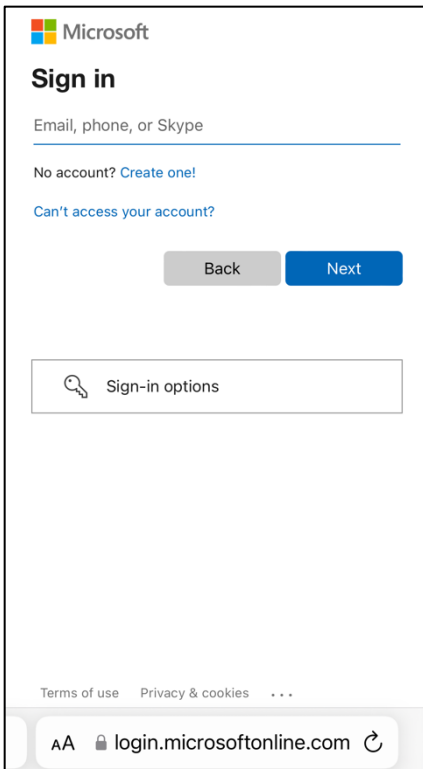 Microsoft
Sign in
Email, phone, or Skype
No account? Create one!
Can't access your account?
Back Next
Sign-in options
Terms of use Privacy & cookies ...
AA login.microsoftonline.com